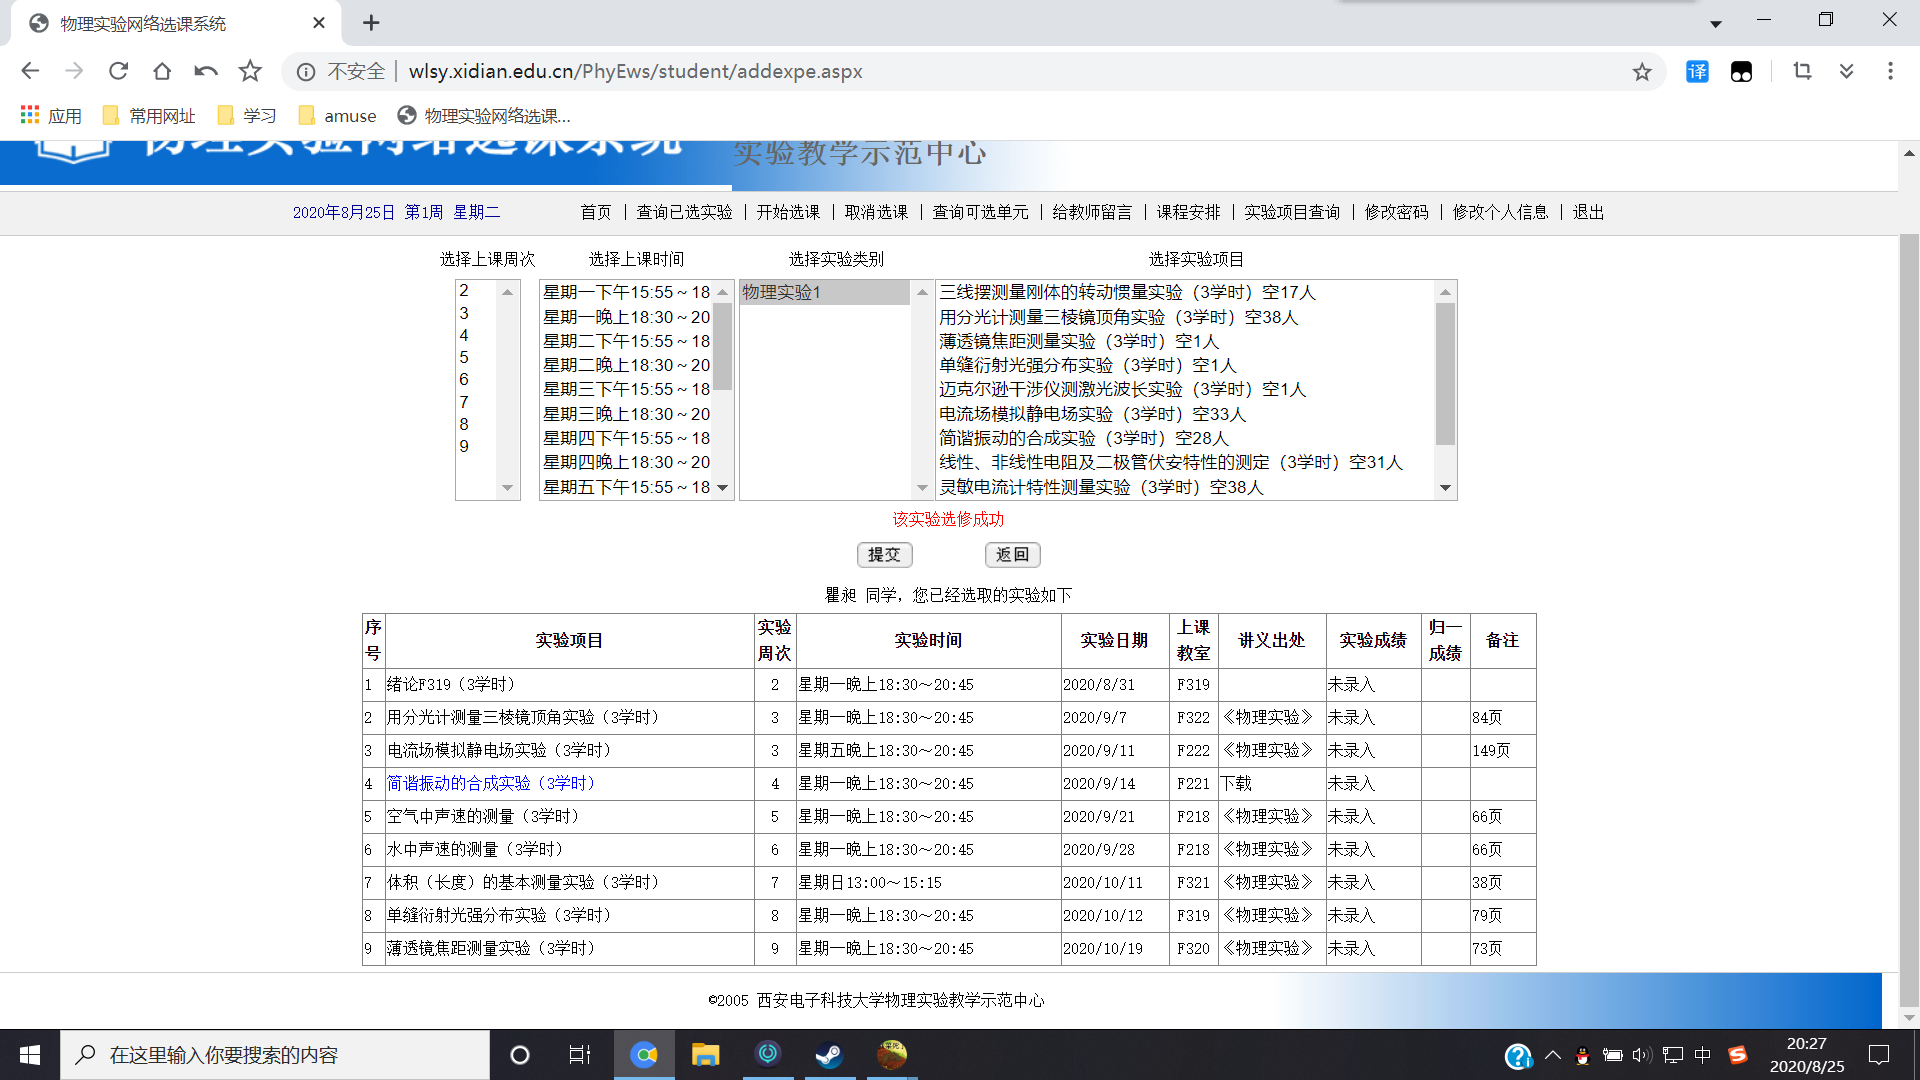 物理实验网络选课系统
不安全 wlsy.xidian.edu.cn/PhyEws/student/addexpe.aspx
译
应用 常用网址 学习 amuse 物理实验网络选课...
物理实验网络选课系统 实验教学示范中心
2020年8月25日 第1周 星期二 首页 | 查询已选实验 | 开始选课 | 取消选课 | 查询可选单元 | 给教师留言 | 课程安排 | 实验项目查询 | 修改密码 | 修改个人信息 | 退出
选择上课周次 选择上课时间 选择实验类别 选择实验项目
2
3
4
5
6
7
8
9
星期一下午15:55～18
星期一晚上18:30～20
星期二下午15:55～18
星期二晚上18:30～20
星期三下午15:55～18
星期三晚上18:30～20
星期四下午15:55～18
星期四晚上18:30～20
星期五下午15:55～18
物理实验1
三线摆测量刚体的转动惯量实验（3学时）空17人
用分光计测量三棱镜顶角实验（3学时）空38人
薄透镜焦距测量实验（3学时）空1人
单缝衍射光强分布实验（3学时）空1人
迈克尔逊干涉仪测激光波长实验（3学时）空1人
电流场模拟静电场实验（3学时）空33人
简谐振动的合成实验（3学时）空28人
线性、非线性电阻及二极管伏安特性的测定（3学时）空31人
灵敏电流计特性测量实验（3学时）空38人
该实验选修成功
提交 返回
瞿昶 同学，您已经选取的实验如下
序号 实验项目 实验周次 实验时间 实验日期 上课教室 讲义出处 实验成绩 归一成绩 备注
1 绪论F319（3学时） 2 星期一晚上18:30～20:45 2020/8/31 F319 未录入
2 用分光计测量三棱镜顶角实验（3学时） 3 星期一晚上18:30～20:45 2020/9/7 F322 《物理实验》 未录入 84页
3 电流场模拟静电场实验（3学时） 3 星期五晚上18:30～20:45 2020/9/11 F222 《物理实验》 未录入 149页
4 简谐振动的合成实验（3学时） 4 星期一晚上18:30～20:45 2020/9/14 F221 下载 未录入
5 空气中声速的测量（3学时） 5 星期一晚上18:30～20:45 2020/9/21 F218 《物理实验》 未录入 66页
6 水中声速的测量（3学时） 6 星期一晚上18:30～20:45 2020/9/28 F218 《物理实验》 未录入 66页
7 体积（长度）的基本测量实验（3学时） 7 星期日13:00～15:15 2020/10/11 F321 《物理实验》 未录入 38页
8 单缝衍射光强分布实验（3学时） 8 星期一晚上18:30～20:45 2020/10/12 F319 《物理实验》 未录入 79页
9 薄透镜焦距测量实验（3学时） 9 星期一晚上18:30～20:45 2020/10/19 F320 《物理实验》 未录入 73页
©2005 西安电子科技大学物理实验教学示范中心
在这里输入你要搜索的内容
中
20:27
2020/8/25